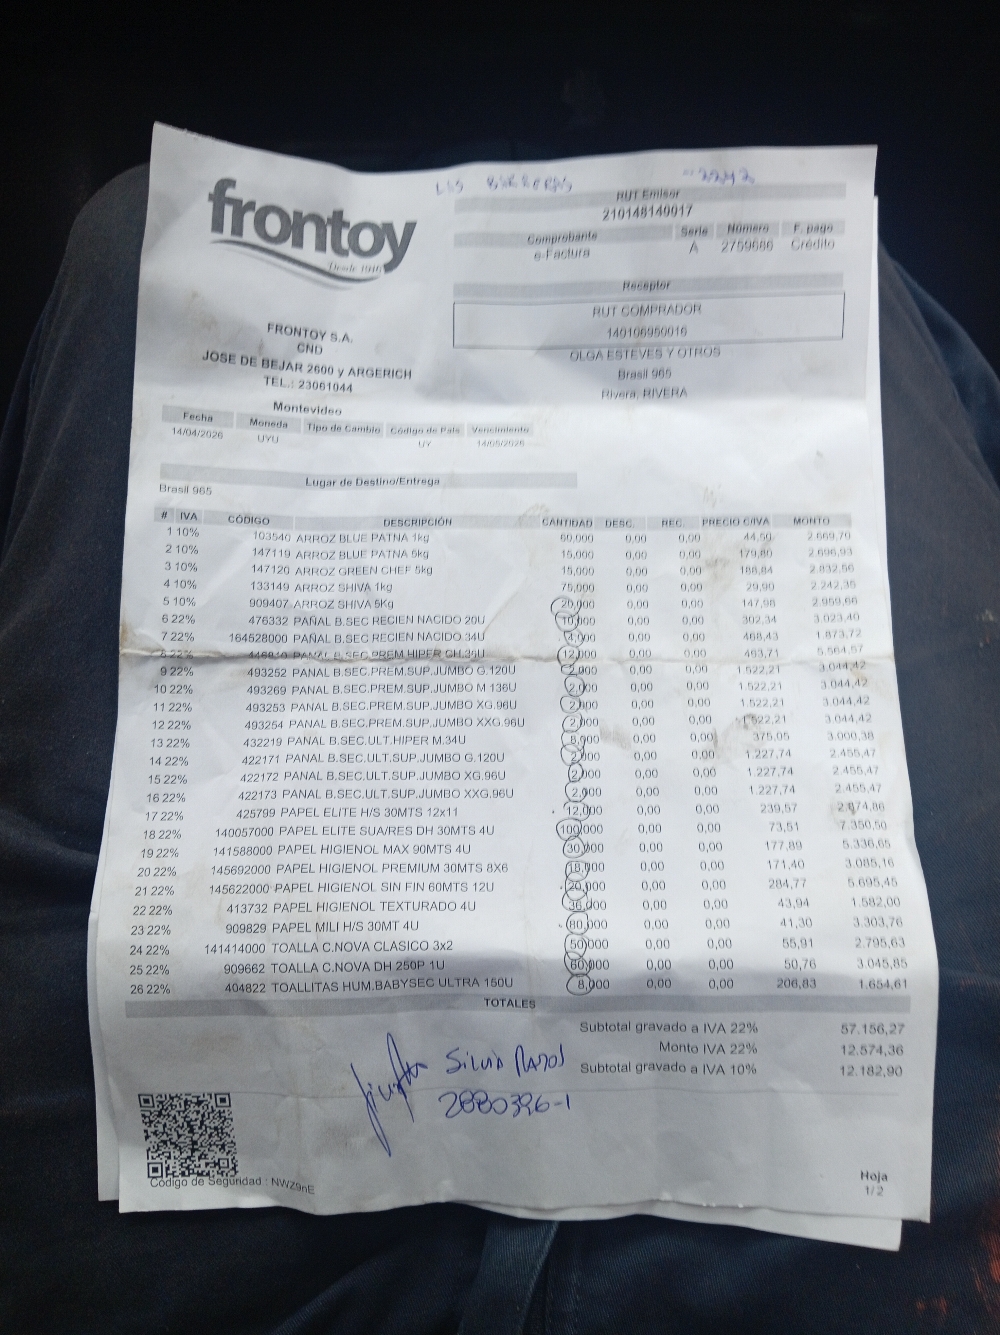 frontoy
Desde 1916
RUT Emisor
210148140017
Comprobante Serie Número F. pago
e-Factura A 2759686 Crédito
Receptor
RUT COMPRADOR
140106960016
OLGA ESTEVES Y OTROS
Brasil 965
Rivera, RIVERA
FRONTOY S.A.
CND
JOSE DE BEJAR 2600 y ARGERICH
TEL.: 23061044
Montevideo
Fecha Moneda Tipo de Cambio Código de País Vencimiento
14/04/2026 UYU UY 14/05/2026
Lugar de Destino/Entrega
Brasil 965
# IVA CÓDIGO DESCRIPCIÓN CANTIDAD DESC. REC. PRECIO C/IVA MONTO
1 10% 103540 ARROZ BLUE PATNA 1kg 60,000 0,00 0,00 44,50 2.669,70
2 10% 147119 ARROZ BLUE PATNA 5kg 15,000 0,00 0,00 179,80 2.696,93
3 10% 147120 ARROZ GREEN CHEF 5kg 15,000 0,00 0,00 188,84 2.832,56
4 10% 133149 ARROZ SHIVA 1kg 75,000 0,00 0,00 29,90 2.242,35
5 10% 909407 ARROZ SHIVA 5Kg 20,000 0,00 0,00 147,98 2.959,66
6 22% 476332 PAÑAL B.SEC RECIEN NACIDO 20U 10,000 0,00 0,00 302,34 3.023,40
7 22% 164528000 PAÑAL B.SEC RECIEN NACIDO 34U 4,000 0,00 0,00 468,43 1.873,72
8 22% PANAL B.SEC.PREM.HIPER GH.36U 12,000 0,00 0,00 463,71 5.564,57
9 22% 493252 PANAL B.SEC.PREM.SUP.JUMBO G.120U 2,000 0,00 0,00 1.522,21 3.044,42
10 22% 493269 PANAL B.SEC.PREM.SUP.JUMBO M 136U 2,000 0,00 0,00 1.522,21 3.044,42
11 22% 493253 PANAL B.SEC.PREM.SUP.JUMBO XG.96U 2,000 0,00 0,00 1.522,21 3.044,42
12 22% 493254 PANAL B.SEC.PREM.SUP.JUMBO XXG.96U 2,000 0,00 0,00 1.522,21 3.044,42
13 22% 432219 PANAL B.SEC.ULT.HIPER M.34U 8,000 0,00 0,00 375,05 3.000,38
14 22% 422171 PANAL B.SEC.ULT.SUP.JUMBO G.120U 2,000 0,00 0,00 1.227,74 2.455,47
15 22% 422172 PANAL B.SEC.ULT.SUP.JUMBO XG.96U 2,000 0,00 0,00 1.227,74 2.455,47
16 22% 422173 PANAL B.SEC.ULT.SUP.JUMBO XXG.96U 2,000 0,00 0,00 1.227,74 2.455,47
17 22% 425799 PAPEL ELITE H/S 30MTS 12x11 12,000 0,00 0,00 239,57 2.874,86
18 22% 140057000 PAPEL ELITE SUA/RES DH 30MTS 4U 100,000 0,00 0,00 73,51 7.350,50
19 22% 141588000 PAPEL HIGIENOL MAX 90MTS 4U 30,000 0,00 0,00 177,89 5.336,65
20 22% 145692000 PAPEL HIGIENOL PREMIUM 30MTS 8X6 18,000 0,00 0,00 171,40 3.085,16
21 22% 145622000 PAPEL HIGIENOL SIN FIN 60MTS 12U 20,000 0,00 0,00 284,77 5.695,45
22 22% 413732 PAPEL HIGIENOL TEXTURADO 4U 36,000 0,00 0,00 43,94 1.582,00
23 22% 909829 PAPEL MILI H/S 30MT 4U 80,000 0,00 0,00 41,30 3.303,76
24 22% 141414000 TOALLA C.NOVA CLASICO 3x2 50,000 0,00 0,00 55,91 2.795,63
25 22% 909662 TOALLA C.NOVA DH 250P 1U 60,000 0,00 0,00 50,76 3.045,85
26 22% 404822 TOALLITAS HUM.BABYSEC ULTRA 150U 8,000 0,00 0,00 206,83 1.654,61
TOTALES
Subtotal gravado a IVA 22% 57.156,27
Monto IVA 22% 12.574,36
Subtotal gravado a IVA 10% 12.182,90
Silvio
2880396-1
Código de Seguridad : NWZ9nE
Hoja
1/2